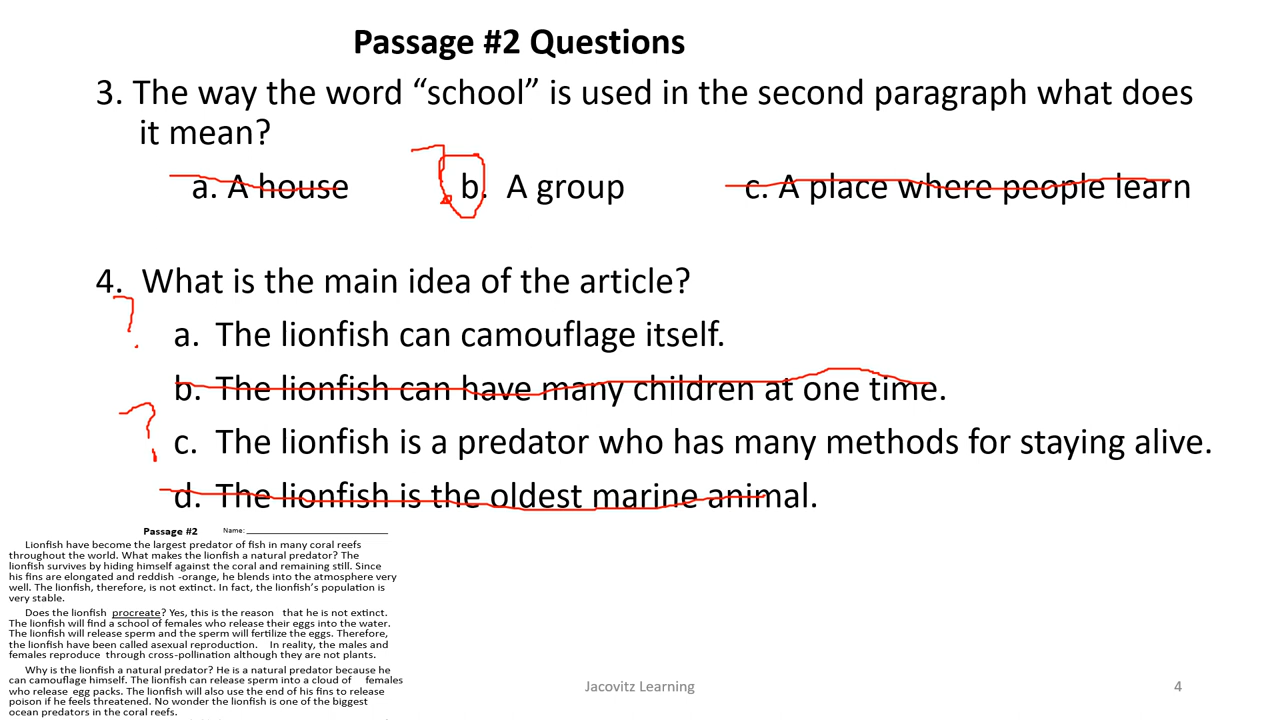 Passage #2 Questions
3. The way the word “school” is used in the second paragraph what does
it mean?
a. A house b. A group c. A place where people learn
4. What is the main idea of the article?
a. The lionfish can camouflage itself.
b. The lionfish can have many children at one time.
c. The lionfish is a predator who has many methods for staying alive.
d. The lionfish is the oldest marine animal.
Passage #2 Name:
Lionfish have become the largest predator of fish in many coral reefs
throughout the world. What makes the lionfish a natural predator? The
lionfish survives by hiding himself against the coral and remaining still. Since
his fins are elongated and reddish -orange, he blends into the atmosphere very
well. The lionfish, therefore, is not extinct. In fact, the lionfish’s population is
very stable.
Does the lionfish procreate? Yes, this is the reason that he is not extinct.
The lionfish will find a school of females who release their eggs into the water.
The lionfish will release sperm and the sperm will fertilize the eggs. Therefore,
the lionfish have been called asexual reproduction. In reality, the males and
females reproduce through cross-pollination although they are not plants.
Why is the lionfish a natural predator? He is a natural predator because he
can camouflage himself. The lionfish can release sperm into a cloud of females
who release egg packs. The lionfish will also use the end of his fins to release
poison if he feels threatened. No wonder the lionfish is one of the biggest
ocean predators in the coral reefs.
Jacovitz Learning 4